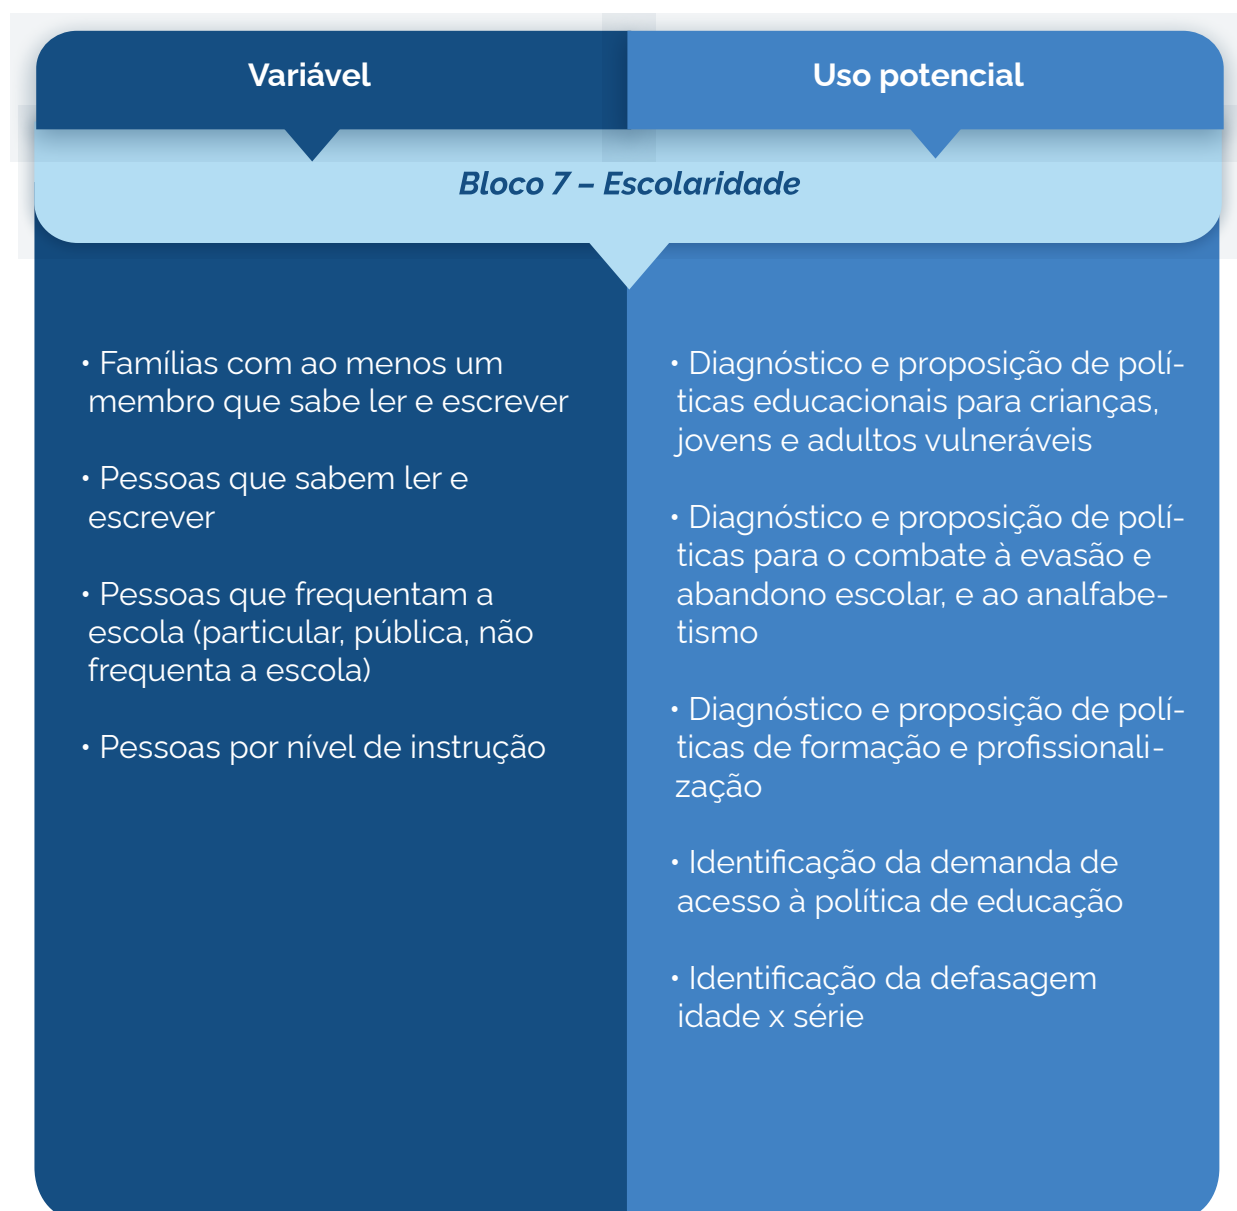 Variável
Uso potencial
Bloco 7 – Escolaridade
• Famílias com ao menos um
membro que sabe ler e escrever
• Pessoas que sabem ler e
escrever
• Pessoas que frequentam a
escola (particular, pública, não
frequenta a escola)
• Pessoas por nível de instrução
• Diagnóstico e proposição de polí-
ticas educacionais para crianças,
jovens e adultos vulneráveis
• Diagnóstico e proposição de polí-
ticas para o combate à evasão e
abandono escolar, e ao analfabe-
tismo
• Diagnóstico e proposição de polí-
ticas de formação e profissionali-
zação
• Identificação da demanda de
acesso à política de educação
• Identificação da defasagem
idade x série